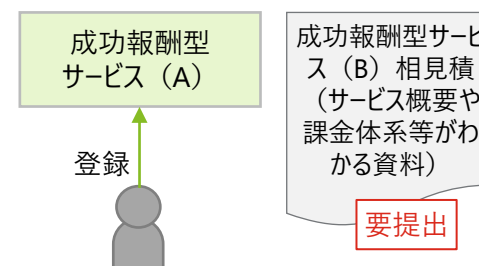 成功報酬型
サービス（A）
登録
成功報酬型サービ
ス（B）相見積
（サービス概要や
課金体系等がわ
かる資料）
要提出